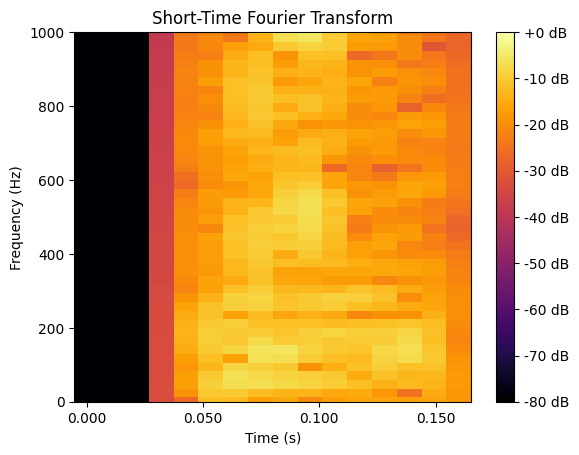 Short-Time Fourier Transform
1000
800
600
400
200
0
Frequency (Hz)
0.000
0.050
0.100
0.150
Time (s)
+0 dB
-10 dB
-20 dB
-30 dB
-40 dB
-50 dB
-60 dB
-70 dB
-80 dB